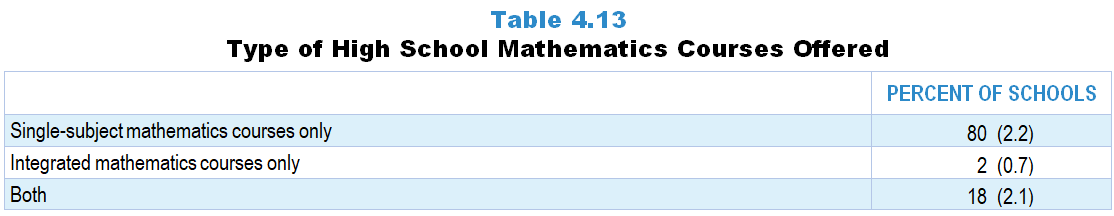 Table 4.13
Type of High School Mathematics Courses Offered
PERCENT OF SCHOOLS
Single-subject mathematics courses only 80 (2.2)
Integrated mathematics courses only 2 (0.7)
Both 18 (2.1)